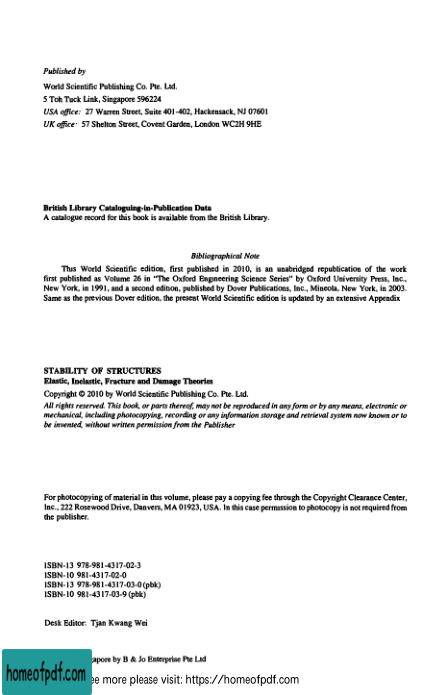 Published by
World Scientific Publishing Co. Pte. Ltd.
5 Toh Tuck Link, Singapore 596224
USA office: 27 Warren Street, Suite 401-402, Hackensack, NJ 07601
UK office: 57 Shelton Street, Covent Garden, London WC2H 9HE
British Library Cataloguing-in-Publication Data
A catalogue record for this book is available from the British Library.
Bibliographical Note
This World Scientific edition, first published in 2010, is an unabridged republication of the work
first published as Volume 26 in "The Oxford Engineering Science Series" by Oxford University Press, Inc.,
New York, in 1991, and a second edition, published by Dover Publications, Inc., Mineola, New York, in 2003.
Same as the previous Dover edition, the present World Scientific edition is updated by an extensive Appendix
STABILITY OF STRUCTURES
Elastic, Inelastic, Fracture and Damage Theories
Copyright © 2010 by World Scientific Publishing Co. Pte. Ltd.
All rights reserved. This book, or parts thereof, may not be reproduced in any form or by any means, electronic or
mechanical, including photocopying, recording or any information storage and retrieval system now known or to
be invented, without written permission from the Publisher
For photocopying of material in this volume, please pay a copying fee through the Copyright Clearance Center,
Inc., 222 Rosewood Drive, Danvers, MA 01923, USA. In this case permission to photocopy is not required from
the publisher.
ISBN-13 978-981-4317-02-3
ISBN-10 981-4317-02-0
ISBN-13 978-981-4317-03-0 (pbk)
ISBN-10 981-4317-03-9 (pbk)
Desk Editor: Tjan Kwang Wei
apore by B & Jo Enterprise Pte Ltd
homeofpdf.com
ee more please visit: https://homeofpdf.com